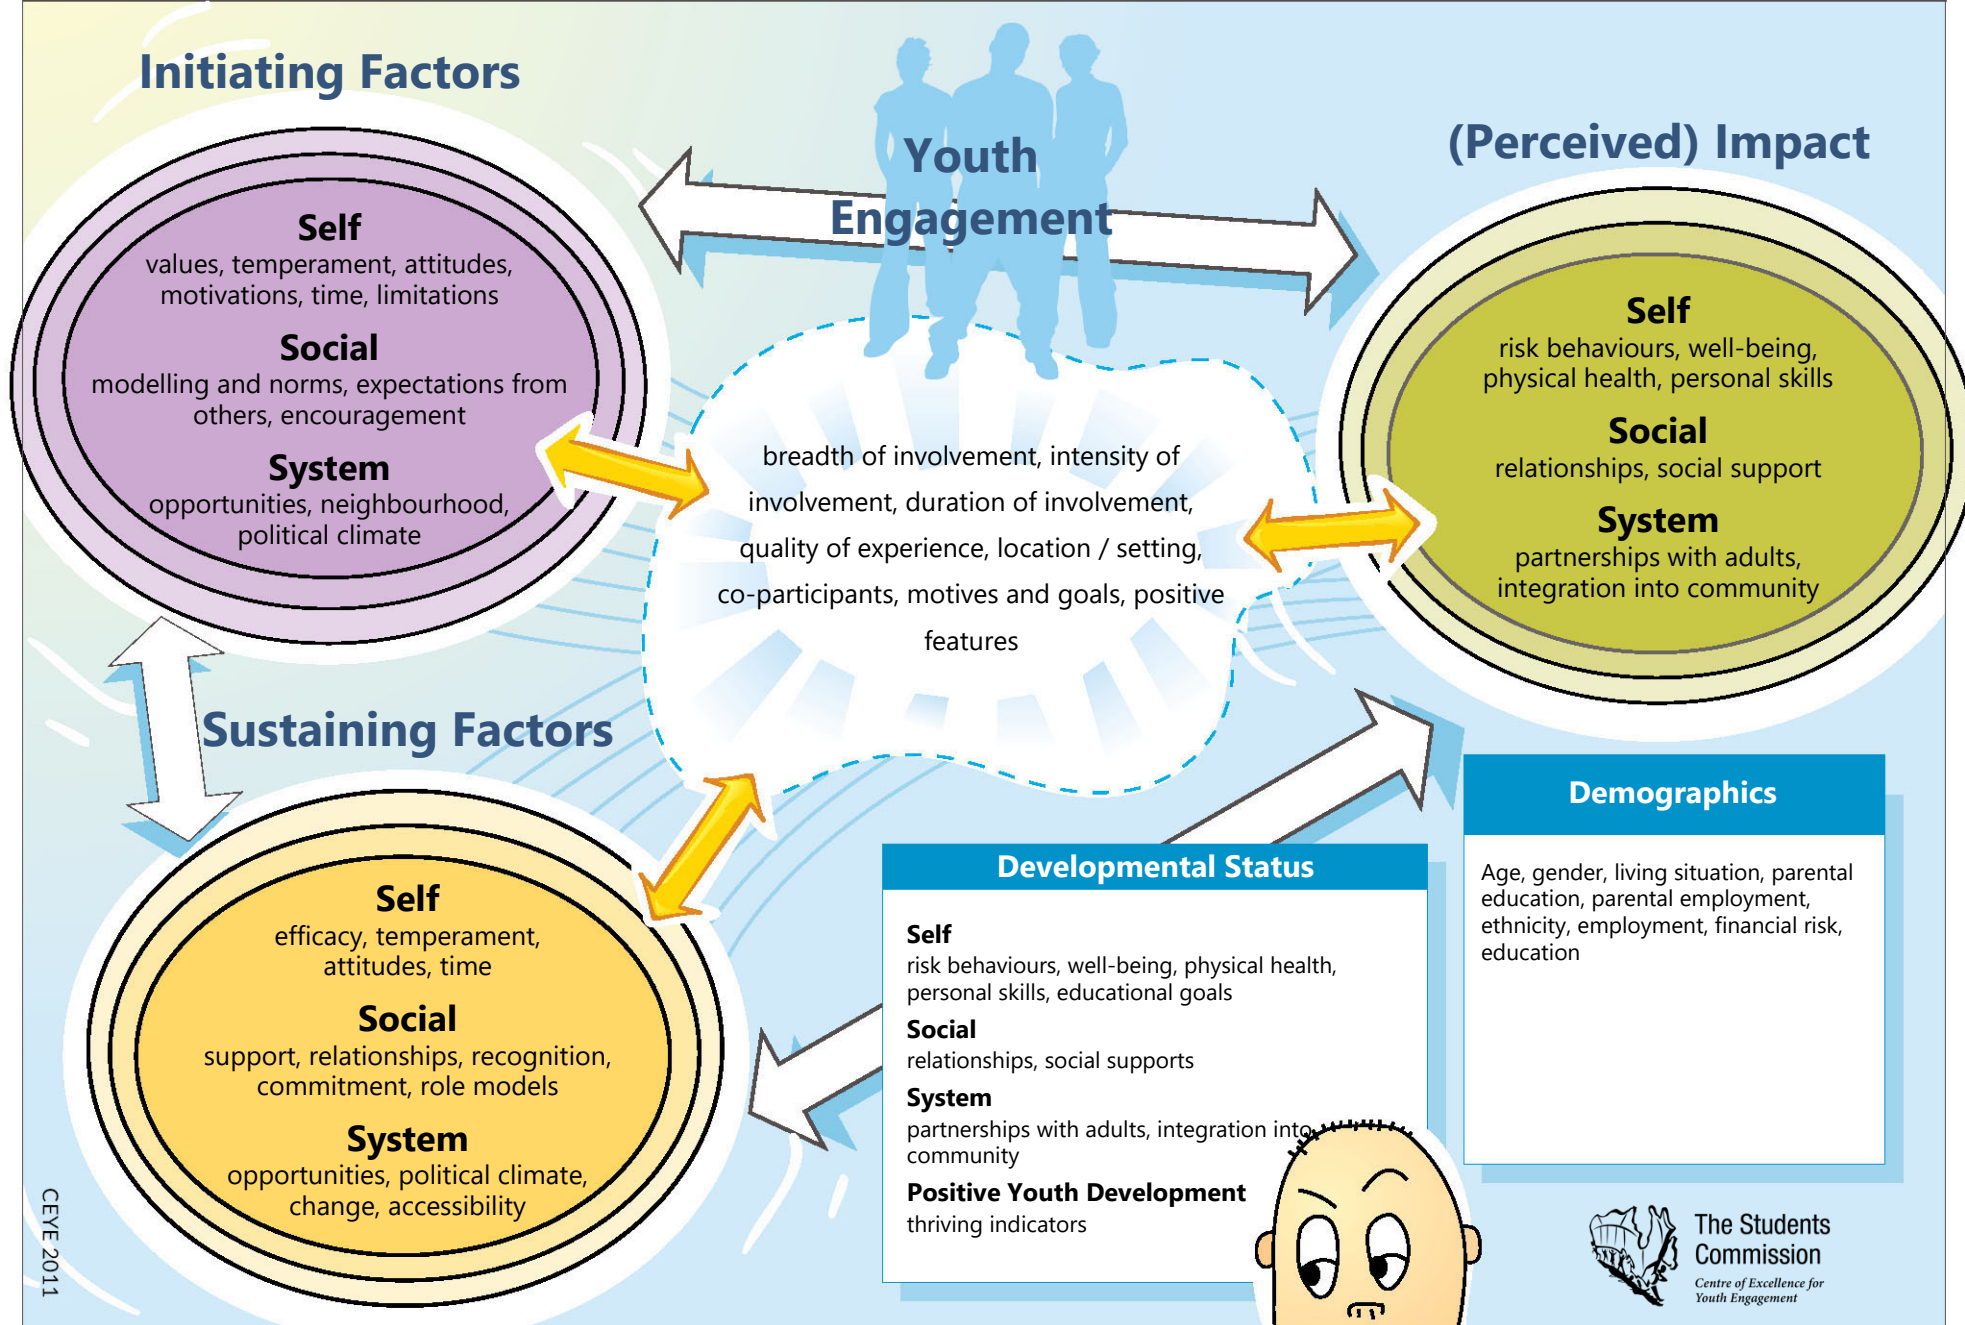 Initiating Factors
Self
values, temperament, attitudes,
motivations, time, limitations
Social
modelling and norms, expectations from
others, encouragement
System
opportunities, neighbourhood,
political climate
Youth
Engagement
breadth of involvement, intensity of
involvement, duration of involvement,
quality of experience, location / setting,
co-participants, motives and goals, positive
features
(Perceived) Impact
Self
risk behaviours, well-being,
physical health, personal skills
Social
relationships, social support
System
partnerships with adults,
integration into community
Sustaining Factors
Self
efficacy, temperament,
attitudes, time
Social
support, relationships, recognition,
commitment, role models
System
opportunities, political climate,
change, accessibility
Developmental Status
Self
risk behaviours, well-being, physical health,
personal skills, educational goals
Social
relationships, social supports
System
partnerships with adults, integration into
community
Positive Youth Development
thriving indicators
Demographics
Age, gender, living situation, parental
education, parental employment,
ethnicity, employment, financial risk,
education
CEYE 2011
The Students
Commission
Centre of Excellence for
Youth Engagement